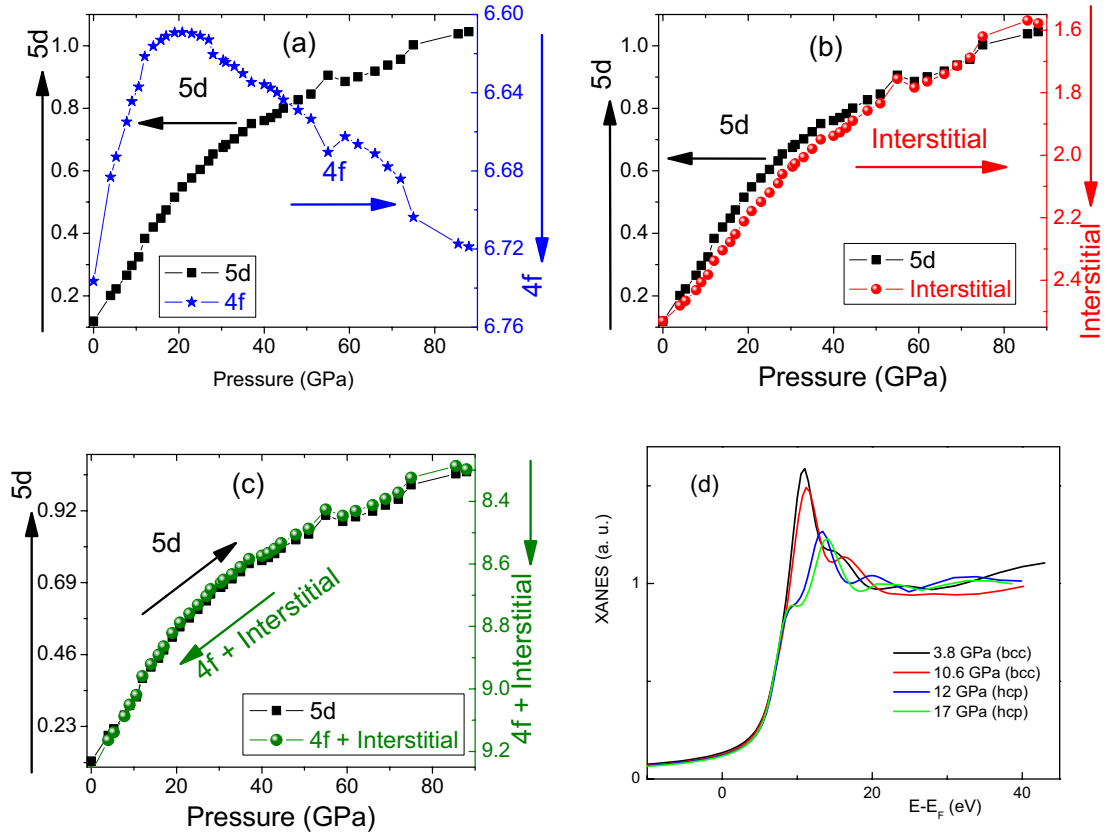 (a)
5d
1.0
0.8
0.6
0.4
0.2
5d
4f
5d
4f
6.60
6.64
6.68
6.72
6.76
4f
0 20 40 60 80
Pressure (GPa)
(b)
5d
1.0
0.8
0.6
0.4
0.2
5d
Interstitial
5d
Interstitial
1.6
1.8
2.0
2.2
2.4
Interstitial
0 20 40 60 80
Pressure (GPa)
(c)
5d
0.92
0.69
0.46
0.23
5d
4f + Interstitial
5d
4f + Interstitial
8.4
8.6
8.8
9.0
9.2
4f + Interstitial
0 20 40 60 80
Pressure (GPa)
(d)
XANES (a. u.)
1
0
3.8 GPa (bcc)
10.6 GPa (bcc)
12 GPa (hcp)
17 GPa (hcp)
0 10 20 30 40
E-E_F (eV)